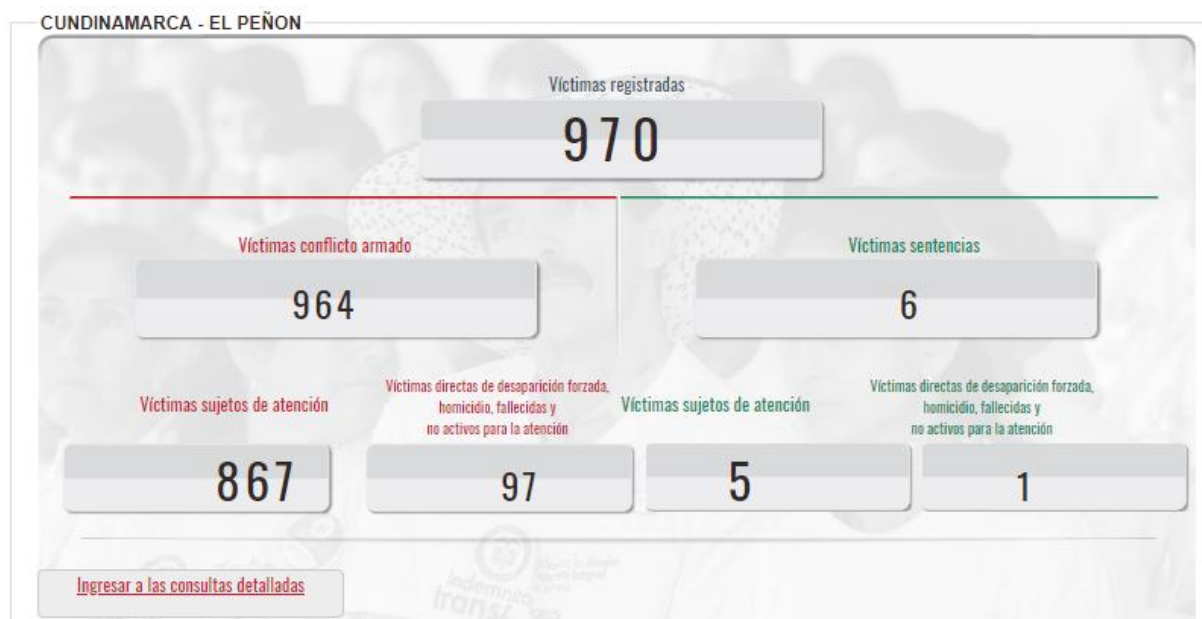 CUNDINAMARCA - EL PEÑON
Víctimas registradas
970
Víctimas conflicto armado
964
Víctimas sentencias
6
Víctimas sujetos de atención
867
Víctimas directas de desaparición forzada,
homicidio, fallecidas y
no activos para la atención
97
Víctimas sujetos de atención
5
Víctimas directas de desaparición forzada,
homicidio, fallecidas y
no activos para la atención
1
Ingresar a las consultas detalladas